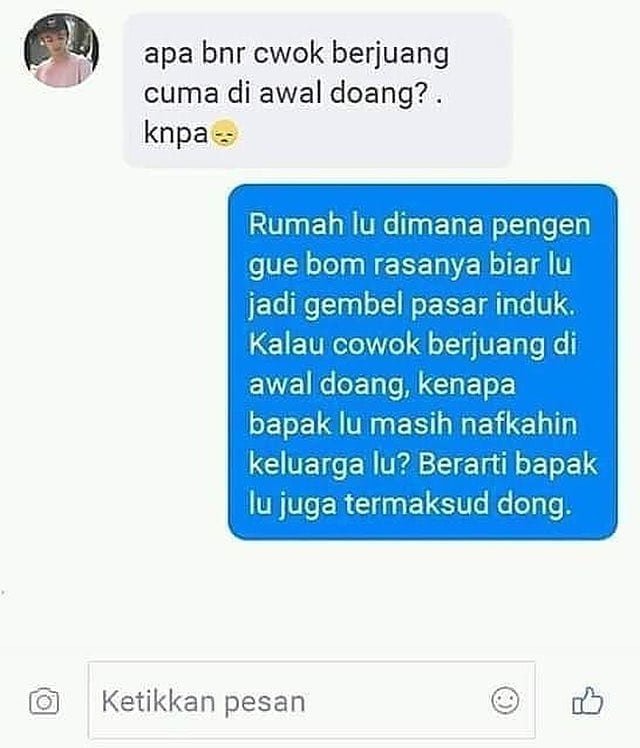 apa bnr cwok berjuang
cuma di awal doang? .
knpa😞
Rumah lu dimana pengen
gue bom rasanya biar lu
jadi gembel pasar induk.
Kalau cowok berjuang di
awal doang, kenapa
bapak lu masih nafkahin
keluarga lu? Berarti bapak
lu juga termaksud dong.
Ketikkan pesan